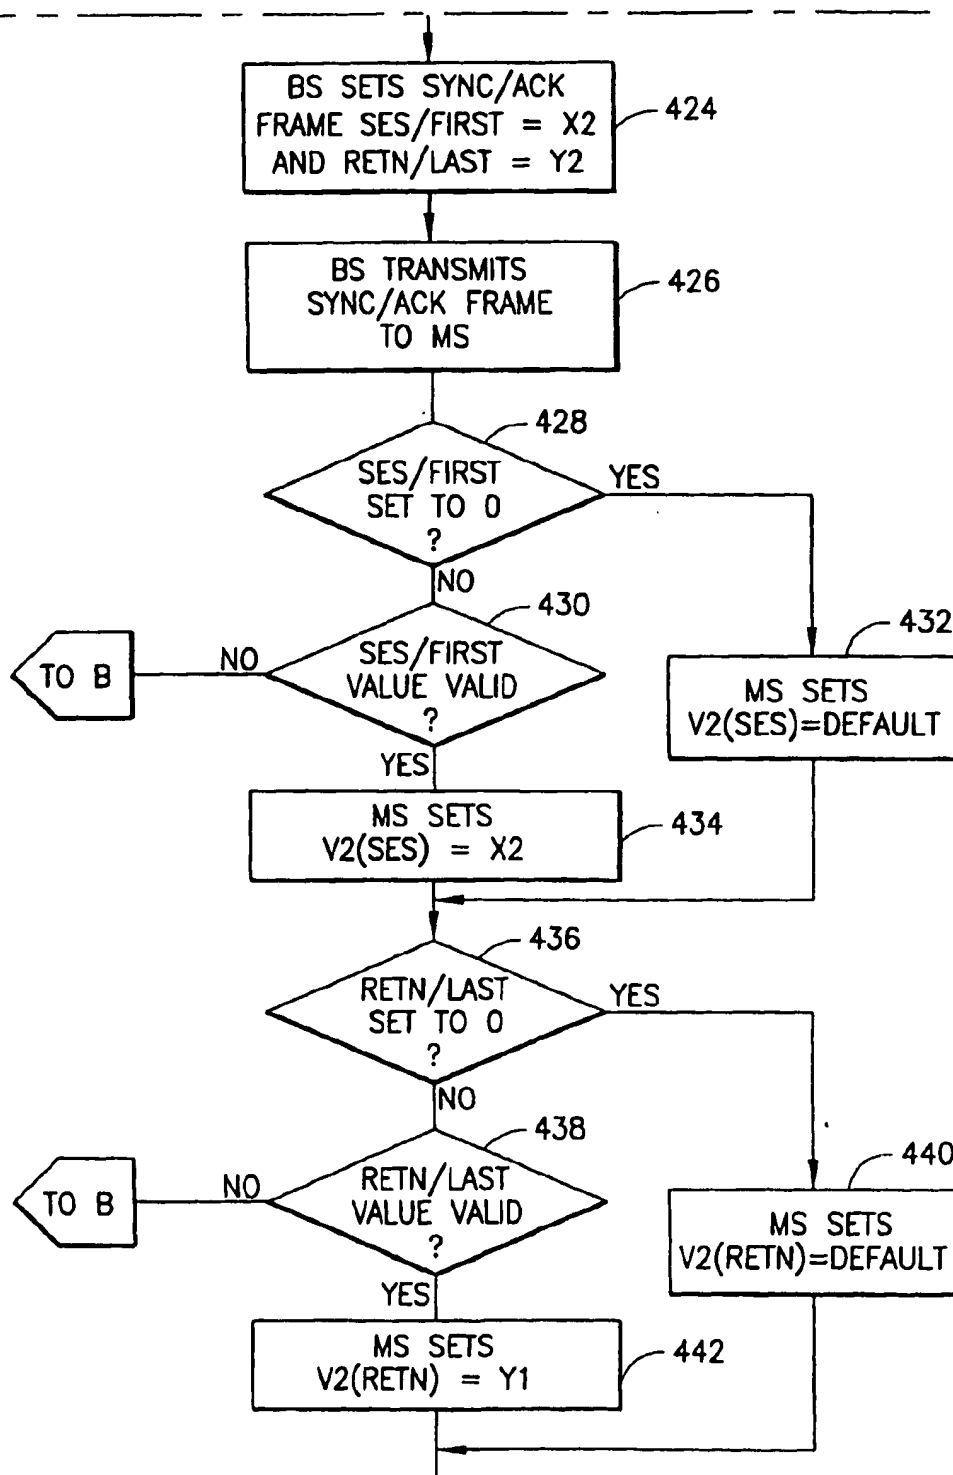 BS SETS SYNC/ACK
FRAME SES/FIRST = X2
AND RETN/LAST = Y2
424
BS TRANSMITS
SYNC/ACK FRAME
TO MS
426
428
SES/FIRST
SET TO 0
?
YES
NO
430
SES/FIRST
VALUE VALID
?
NO
TO B
YES
432
MS SETS
V2(SES)=DEFAULT
MS SETS
V2(SES) = X2
434
436
RETN/LAST
SET TO 0
?
YES
NO
438
RETN/LAST
VALUE VALID
?
NO
TO B
YES
440
MS SETS
V2(RETN)=DEFAULT
MS SETS
V2(RETN) = Y1
442